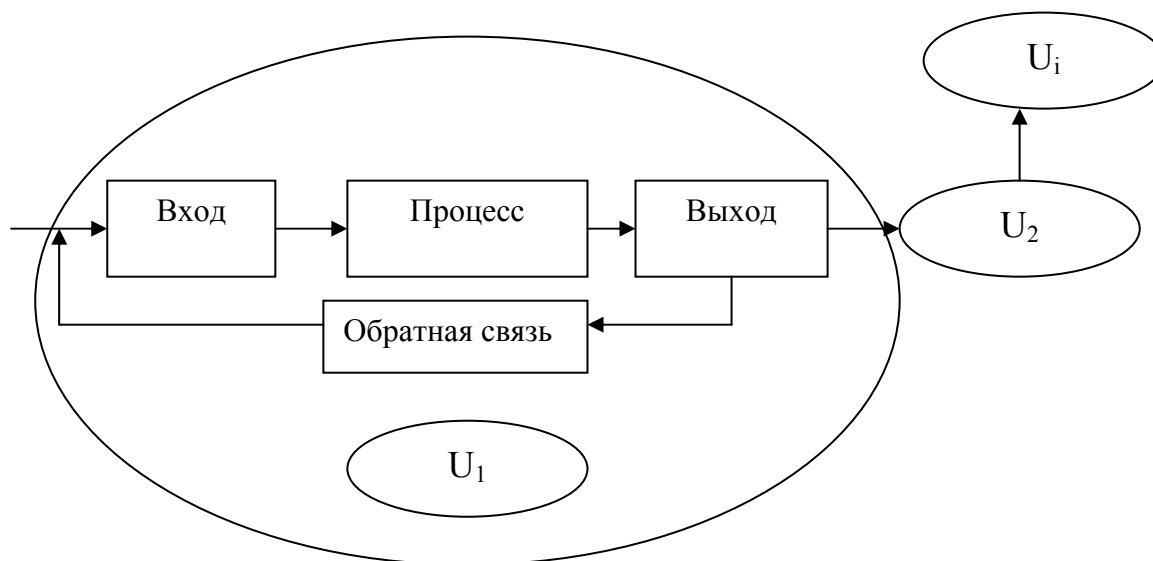 U₁
Вход
Процесс
Выход
Обратная связь
U₂
Uᵢ